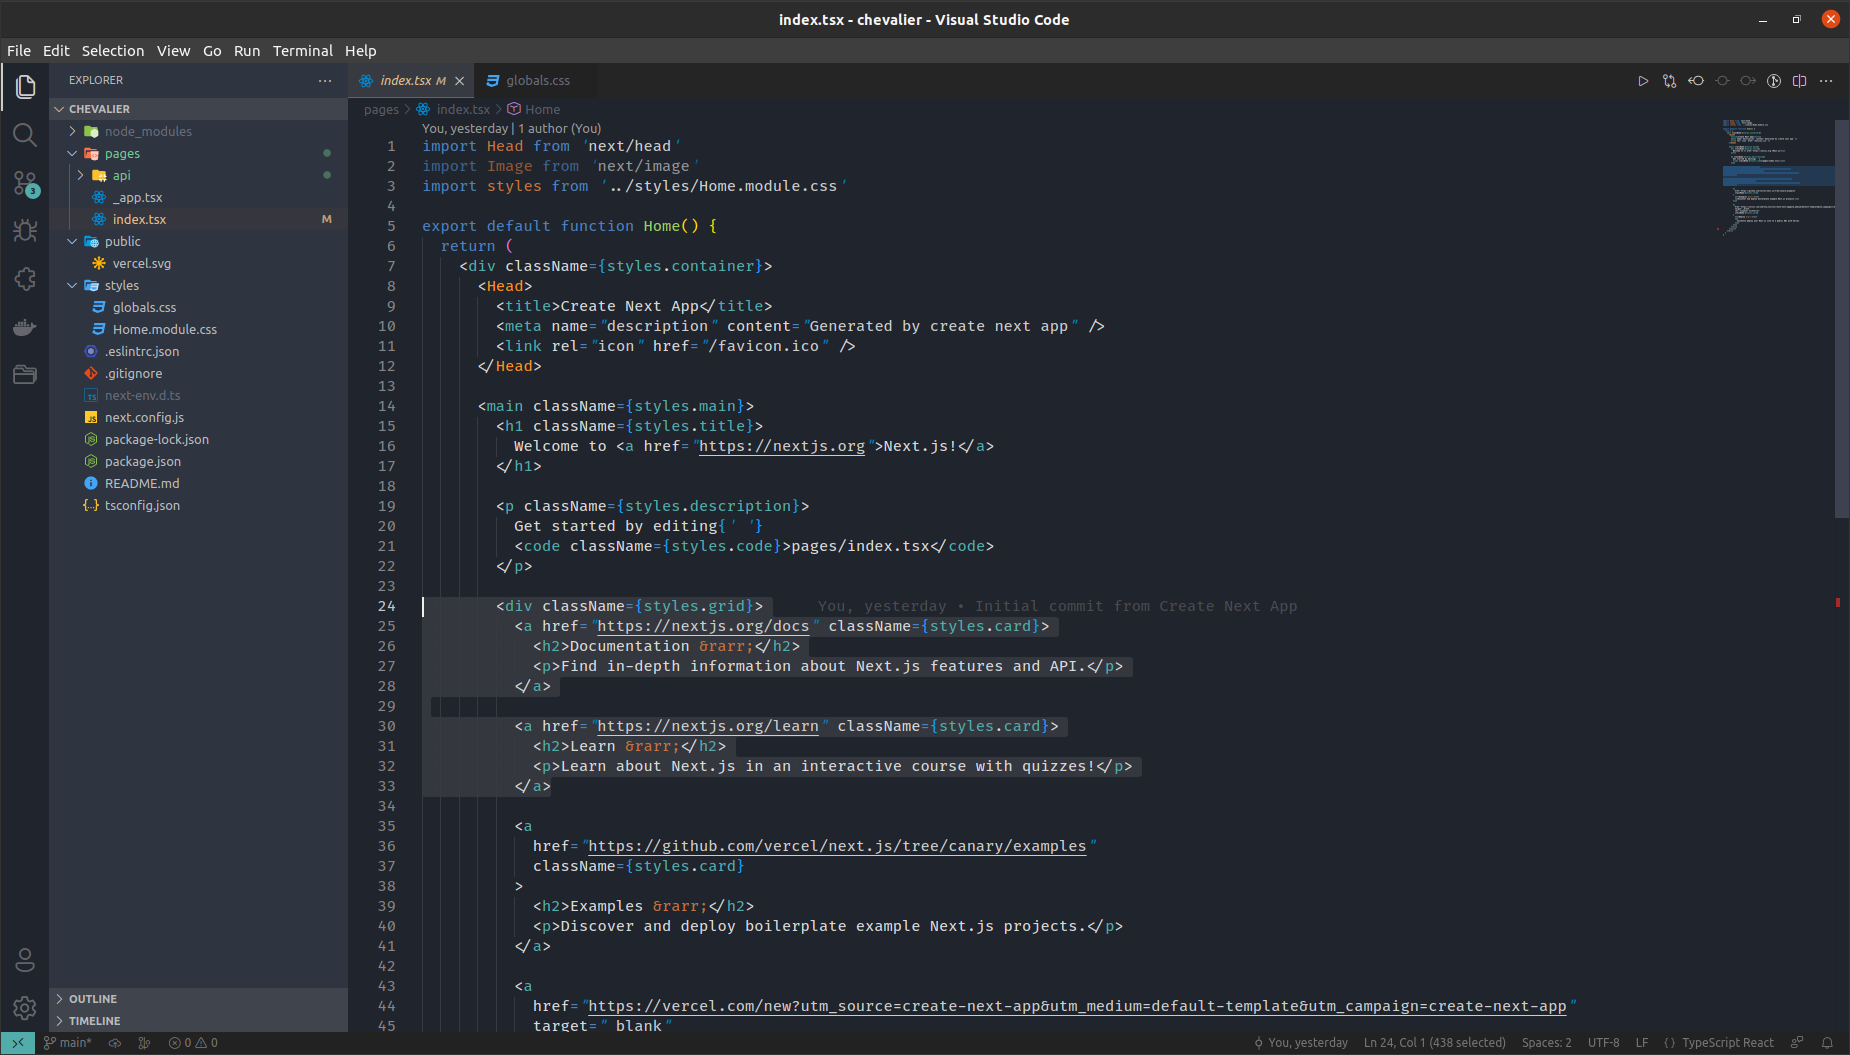 index.tsx - chevalier - Visual Studio Code
File Edit Selection View Go Run Terminal Help
EXPLORER
CHEVALIER
node_modules
pages
api
_app.tsx
index.tsx M
public
vercel.svg
styles
globals.css
Home.module.css
.eslintrc.json
.gitignore
next-env.d.ts
next.config.js
package-lock.json
package.json
README.md
tsconfig.json
OUTLINE
TIMELINE
3
index.tsx M
globals.css
pages > index.tsx > Home
You, yesterday | 1 author (You)
1 import Head from 'next/head'
2 import Image from 'next/image'
3 import styles from '../styles/Home.module.css'
4
5 export default function Home() {
6 return (
7 <div className={styles.container}>
8 <Head>
9 <title>Create Next App</title>
10 <meta name="description" content="Generated by create next app" />
11 <link rel="icon" href="/favicon.ico" />
12 </Head>
13
14 <main className={styles.main}>
15 <h1 className={styles.title}>
16 Welcome to <a href="https://nextjs.org">Next.js!</a>
17 </h1>
18
19 <p className={styles.description}>
20 Get started by editing{' '}
21 <code className={styles.code}>pages/index.tsx</code>
22 </p>
23
24 <div className={styles.grid}> You, yesterday • Initial commit from Create Next App
25 <a href="https://nextjs.org/docs" className={styles.card}>
26 <h2>Documentation &rarr;</h2>
27 <p>Find in-depth information about Next.js features and API.</p>
28 </a>
29
30 <a href="https://nextjs.org/learn" className={styles.card}>
31 <h2>Learn &rarr;</h2>
32 <p>Learn about Next.js in an interactive course with quizzes!</p>
33 </a>
34
35 <a
36 href="https://github.com/vercel/next.js/tree/canary/examples"
37 className={styles.card}
38 >
39 <h2>Examples &rarr;</h2>
40 <p>Discover and deploy boilerplate example Next.js projects.</p>
41 </a>
42
43 <a
44 href="https://vercel.com/new?utm_source=create-next-app&utm_medium=default-template&utm_campaign=create-next-app"
45 target="_blank"
main* 0 0 You, yesterday Ln 24, Col 1 (438 selected) Spaces: 2 UTF-8 LF {} TypeScript React